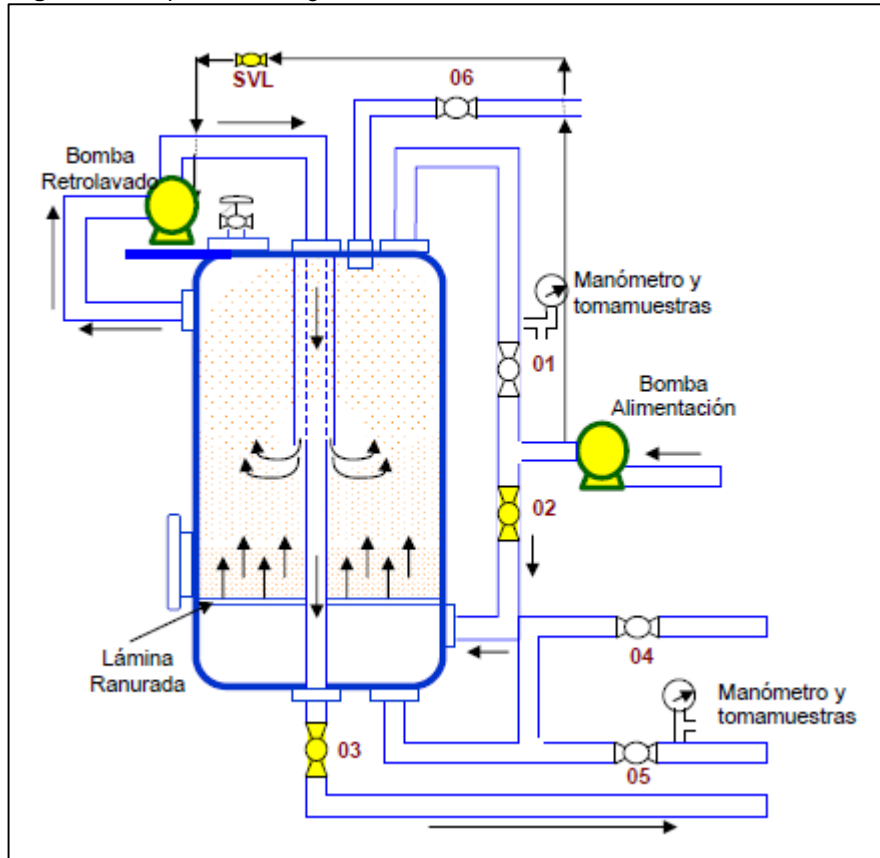 SVL
06
Bomba
Retrolavado
Manómetro y
tomamuestras
01
Bomba
Alimentación
02
Lámina
Ranurada
04
Manómetro y
tomamuestras
03
05